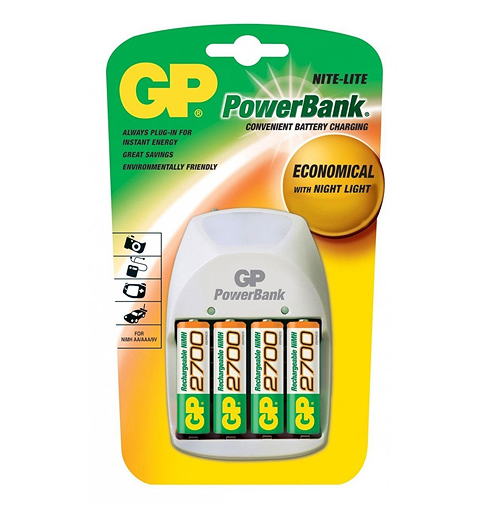 GP®
NITE-LITE
PowerBank®
CONVENIENT BATTERY CHARGING
ALWAYS PLUG-IN FOR
INSTANT ENERGY
GREAT SAVINGS
ENVIRONMENTALLY FRIENDLY
ECONOMICAL
WITH NIGHT LIGHT
GP
PowerBank
FOR
NIMH AA/AAA/9V
GP
Rechargeable NiMH
2700
GP
Rechargeable NiMH
2700
GP
Rechargeable NiMH
2700
GP
Rechargeable NiMH
2700